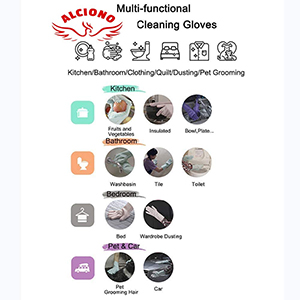 ALCIONO
Multi-functional
Cleaning Gloves
Kitchen/Bathroom/Clothing/Quilt/Dusting/Pet Grooming
Kitchen
Fruits and
Vegetables
Insulated
Bowl,Plate...
Bathroom
Washbasin
Tile
Toilet
Bedroom
Bed
Wardrobe Dusting
Pet & Car
Pet
Grooming Hair
Car